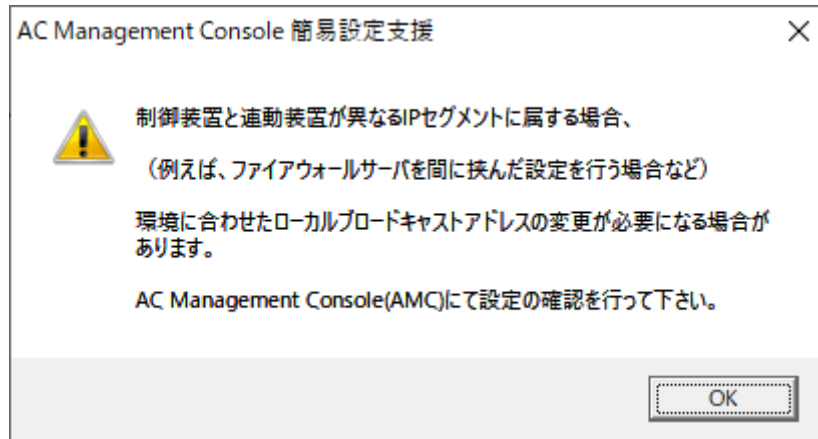 AC Management Console 簡易設定支援
制御装置と連動装置が異なるIPセグメントに属する場合、
（例えば、ファイアウォールサーバを間に挟んだ設定を行う場合など）
環境に合わせたローカルブロードキャストアドレスの変更が必要になる場合が
あります。
AC Management Console(AMC)にて設定の確認を行って下さい。
OK